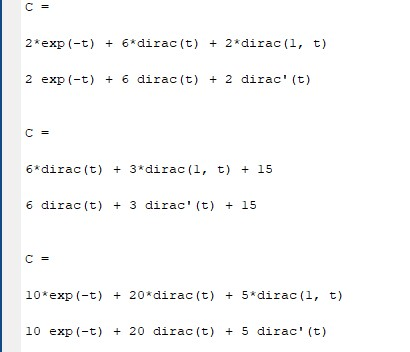 C =
2*exp(-t) + 6*dirac(t) + 2*dirac(1, t)
2 exp(-t) + 6 dirac(t) + 2 dirac'(t)
C =
6*dirac(t) + 3*dirac(1, t) + 15
6 dirac(t) + 3 dirac'(t) + 15
C =
10*exp(-t) + 20*dirac(t) + 5*dirac(1, t)
10 exp(-t) + 20 dirac(t) + 5 dirac'(t)